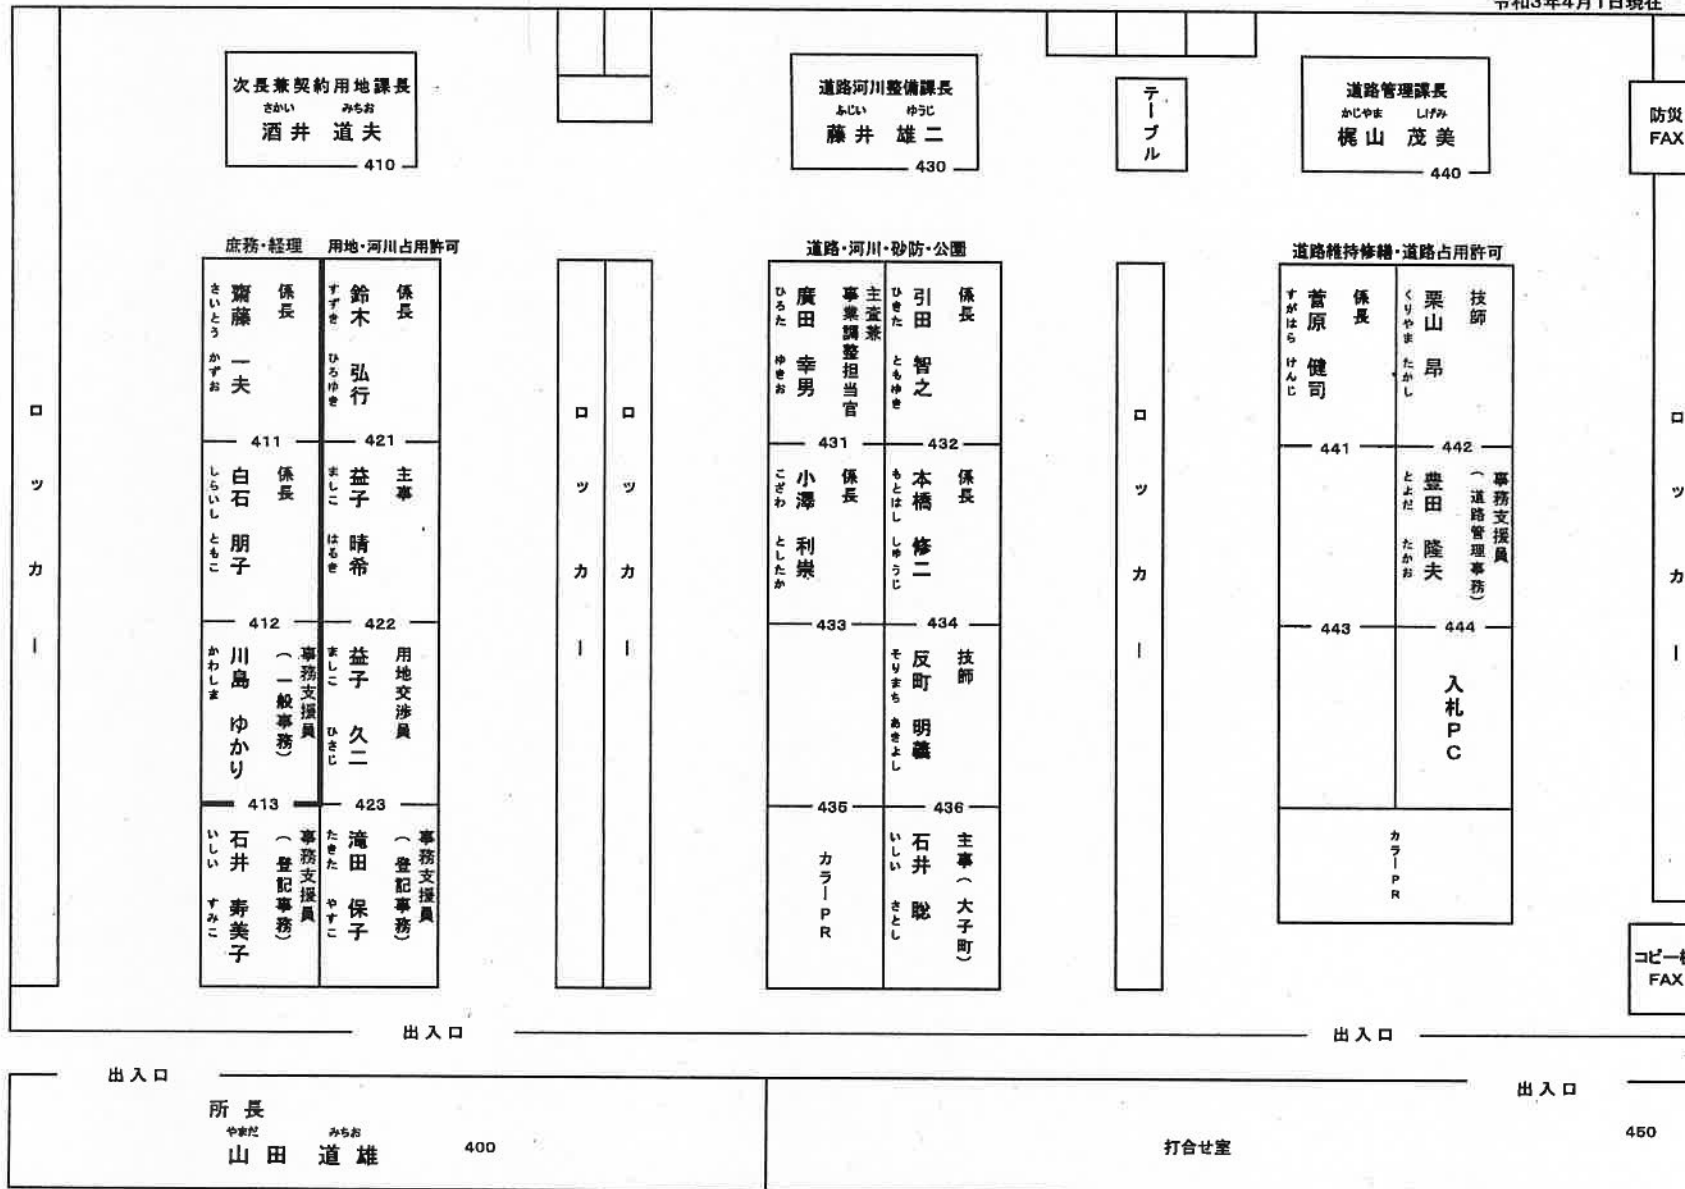 令和3年4月1日現在
次長兼契約用地課長
さかい みちお
酒井 道夫
410
道路河川整備課長
ふじい ゆうじ
藤井 雄二
430
テーブル
道路管理課長
かじやま しげみ
梶山 茂美
440
防災
FAX
庶務・経理
用地・河川占用許可
道路・河川・砂防・公園
道路維持修繕・道路占用許可
ロッカー
係長
齋藤 一夫
さいとう かずお
411
係長
鈴木 弘行
すずき ひろゆき
421
係長
白石 朋子
しらいし ともこ
412
主事
益子 晴希
ましこ はるき
422
事務支援員
(一般事務)
川島 ゆかり
かわしま
413
用地交渉員
益子 久二
ましこ ひさじ
423
事務支援員
(登記事務)
石井 寿美子
いしい すみこ
事務支援員
(登記事務)
滝田 保子
たきた やすこ
ロッカー
ロッカー
主査兼
事業調整担当官
廣田 幸男
ひろた ゆきお
431
係長
引田 智之
ひきた ともゆき
432
係長
小澤 利崇
こざわ としたか
433
係長
本橋 修二
もとはし しゅうじ
434
435
技師
反町 明義
そりまち あきよし
436
カラーPR
主事(大子町)
石井 聡
いしい さとし
ロッカー
係長
菅原 健司
すがはら けんじ
441
技師
栗山 昂
くりやま たかし
442
443
事務支援員
(道路管理事務)
豊田 隆夫
とよだ たかお
444
入札PC
カラーPR
ロッカー
コピー機
FAX
出入口
出入口
出入口
出入口
所長
やまだ みちお
山田 道雄
400
打合せ室
450